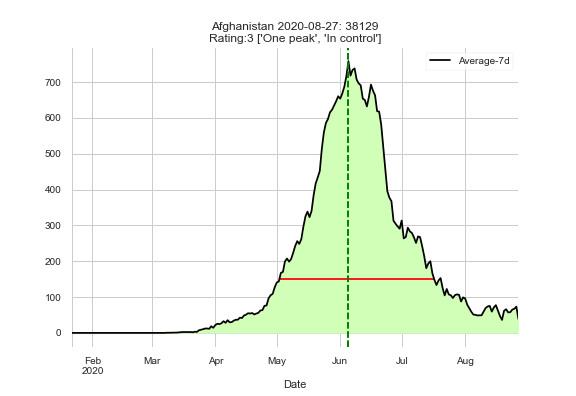 Afghanistan 2020-08-27: 38129
Rating:3 ['One peak', 'In control']
Average-7d
700
600
500
400
300
200
100
0
Feb
2020
Mar
Apr
May
Jun
Jul
Aug
Date